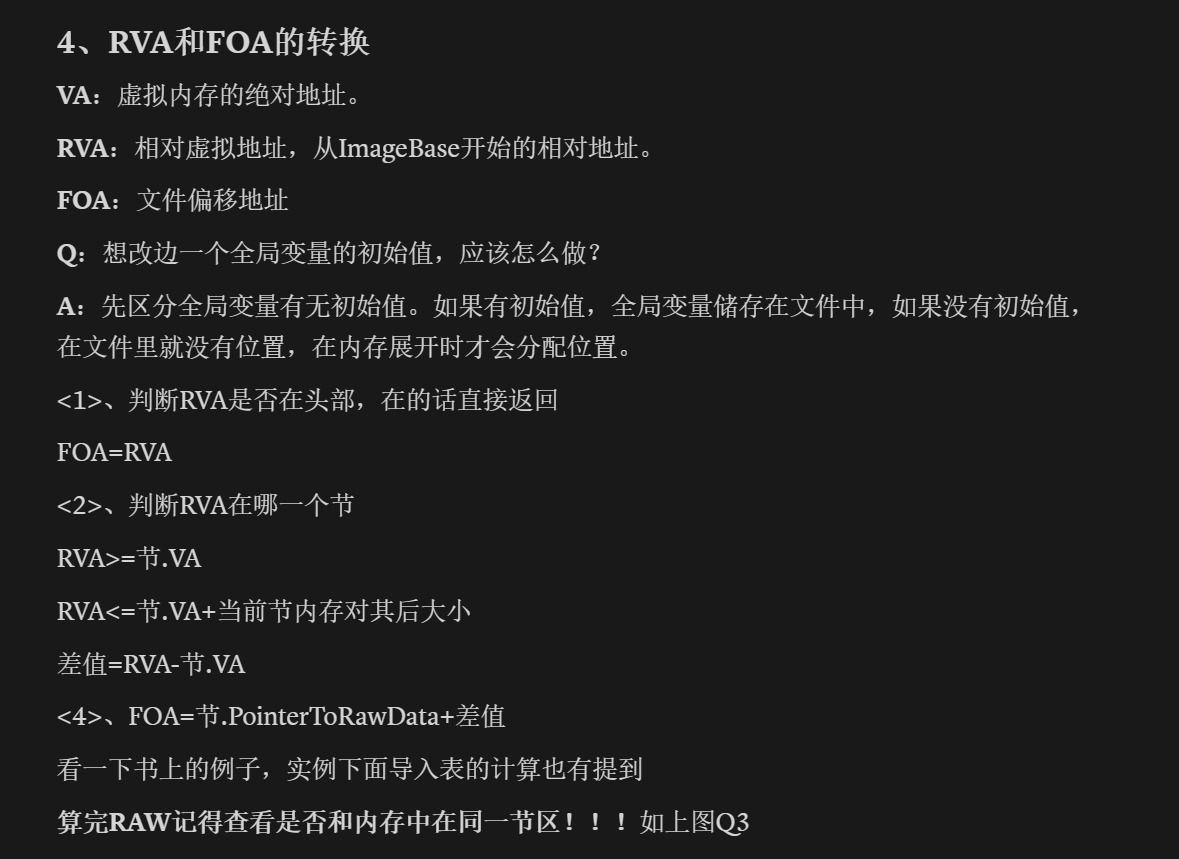 4、RVA和FOA的转换
VA：虚拟内存的绝对地址。
RVA：相对虚拟地址，从ImageBase开始的相对地址。
FOA：文件偏移地址
Q：想改边一个全局变量的初始值，应该怎么做？
A：先区分全局变量有无初始值。如果有初始值，全局变量储存在文件中，如果没有初始值，
在文件里就没有位置，在内存展开时才会分配位置。
<1>、判断RVA是否在头部，在的话直接返回
FOA=RVA
<2>、判断RVA在哪一个节
RVA>=节.VA
RVA<=节.VA+当前节内存对其后大小
差值=RVA-节.VA
<4>、FOA=节.PointerToRawData+差值
看一下书上的例子，实例下面导入表的计算也有提到
算完RAW记得查看是否和内存中在同一节区！！！如上图Q3